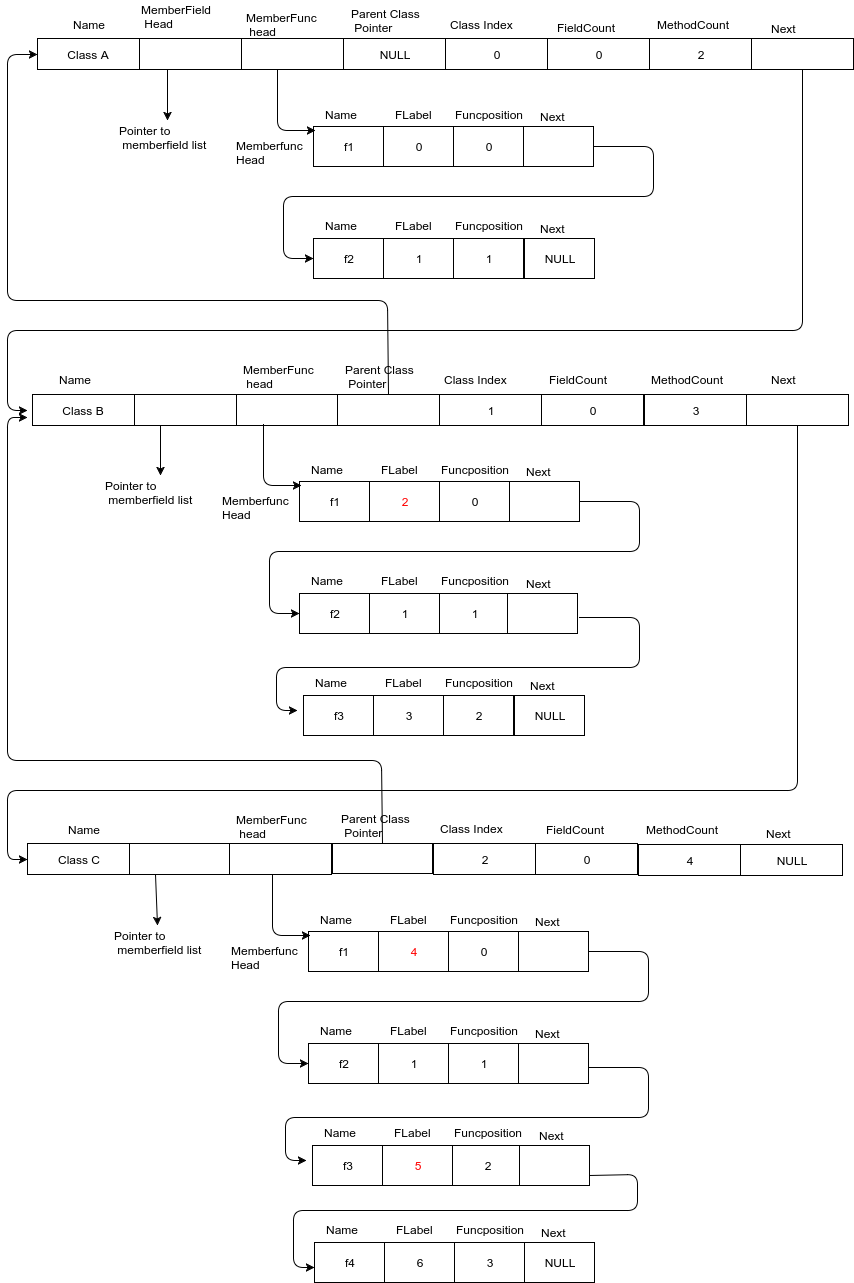 Name
MemberField
Head
MemberFunc
head
Parent Class
Pointer
Class Index
FieldCount
MethodCount
Next
Class A
NULL
0
0
2
Pointer to
memberfield list
Memberfunc
Head
Name
FLabel
Funcposition
Next
f1
0
0
Name
FLabel
Funcposition
Next
f2
1
1
NULL
Name
MemberFunc
head
Parent Class
Pointer
Class Index
FieldCount
MethodCount
Next
Class B
1
0
3
Pointer to
memberfield list
Memberfunc
Head
Name
FLabel
Funcposition
Next
f1
2
0
Name
FLabel
Funcposition
Next
f2
1
1
Name
FLabel
Funcposition
Next
f3
3
2
NULL
Name
MemberFunc
head
Parent Class
Pointer
Class Index
FieldCount
MethodCount
Next
Class C
2
0
4
NULL
Pointer to
memberfield list
Memberfunc
Head
Name
FLabel
Funcposition
Next
f1
4
0
Name
FLabel
Funcposition
Next
f2
1
1
Name
FLabel
Funcposition
Next
f3
5
2
Name
FLabel
Funcposition
Next
f4
6
3
NULL